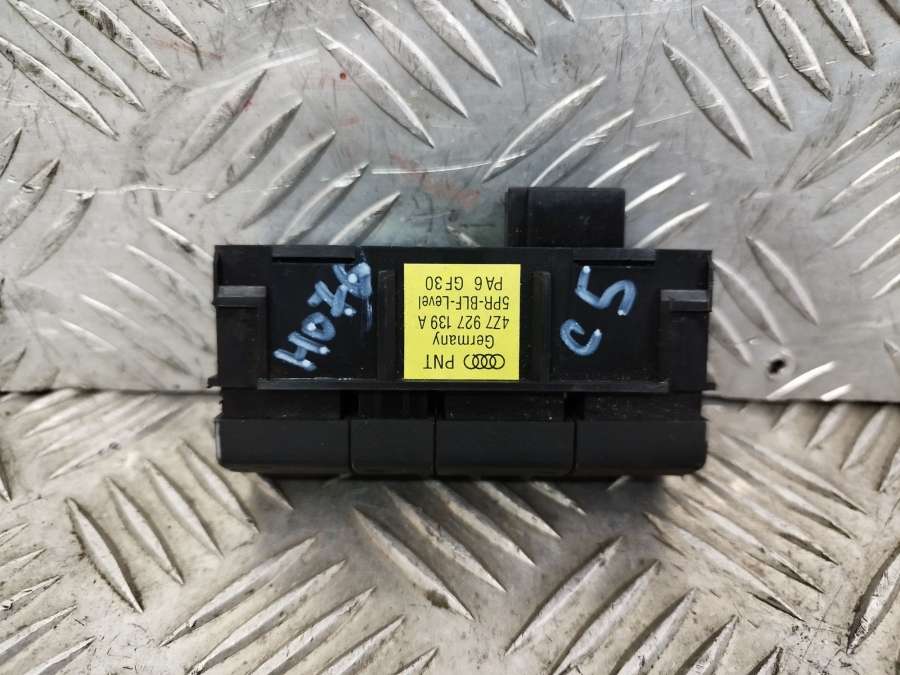 PNT
Germany
4Z7 927 139 A
5PR-BLF-Level
PA6 GF30
C5